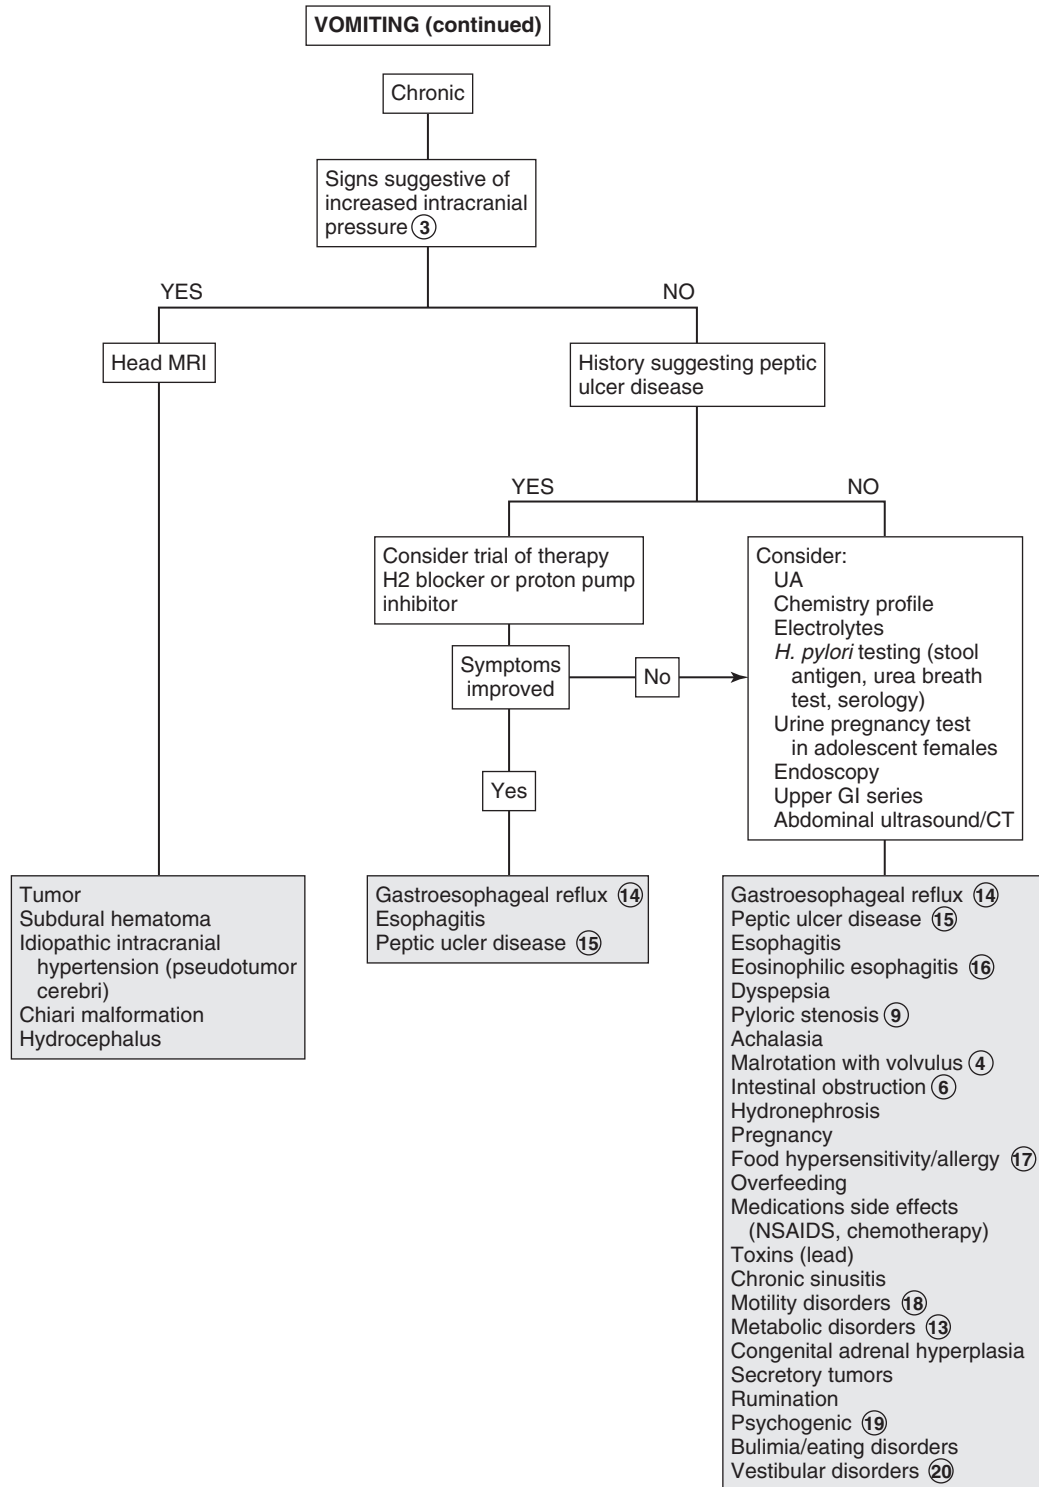 VOMITING (continued)
Chronic
Signs suggestive of
increased intracranial
pressure 3
YES
NO
Head MRI
History suggesting peptic
ulcer disease
YES
NO
Consider trial of therapy
H2 blocker or proton pump
inhibitor
Symptoms
improved
No
Yes
Consider:
UA
Chemistry profile
Electrolytes
H. pylori testing (stool
antigen, urea breath
test, serology)
Urine pregnancy test
in adolescent females
Endoscopy
Upper GI series
Abdominal ultrasound/CT
Tumor
Subdural hematoma
Idiopathic intracranial
hypertension (pseudotumor
cerebri)
Chiari malformation
Hydrocephalus
Gastroesophageal reflux 14
Esophagitis
Peptic ucler disease 15
Gastroesophageal reflux 14
Peptic ulcer disease 15
Esophagitis
Eosinophilic esophagitis 16
Dyspepsia
Pyloric stenosis 9
Achalasia
Malrotation with volvulus 4
Intestinal obstruction 6
Hydronephrosis
Pregnancy
Food hypersensitivity/allergy 17
Overfeeding
Medications side effects
(NSAIDS, chemotherapy)
Toxins (lead)
Chronic sinusitis
Motility disorders 18
Metabolic disorders 13
Congenital adrenal hyperplasia
Secretory tumors
Rumination
Psychogenic 19
Bulimia/eating disorders
Vestibular disorders 20